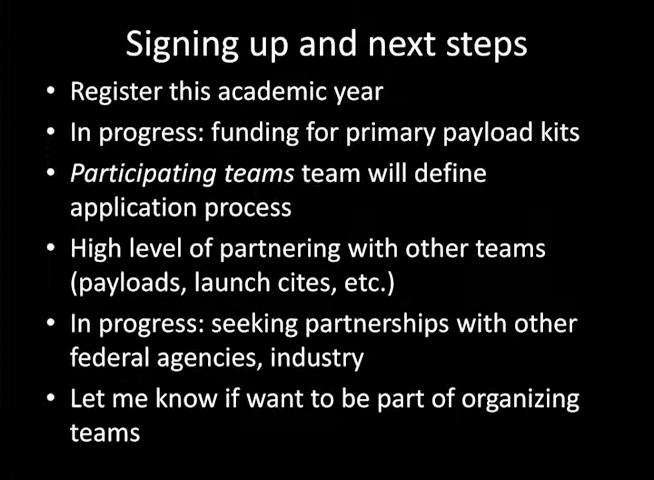 Signing up and next steps
• Register this academic year
• In progress: funding for primary payload kits
• Participating teams team will define
application process
• High level of partnering with other teams
(payloads, launch cites, etc.)
• In progress: seeking partnerships with other
federal agencies, industry
• Let me know if want to be part of organizing
teams